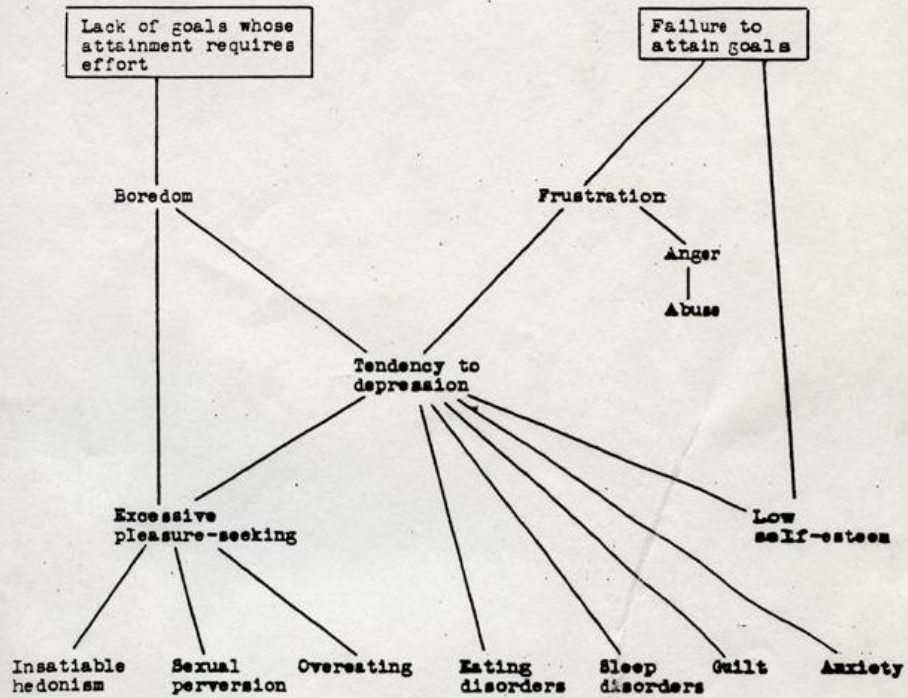 Lack of goals whose
attainment requires
effort
Failure to
attain goals
Boredom
Frustration
Anger
Abuse
Tendency to
depression
Excessive
pleasure-seeking
Low
self-esteem
Insatiable
hedonism
Sexual
perversion
Overeating
Eating
disorders
Sleep
disorders
Guilt
Anxiety